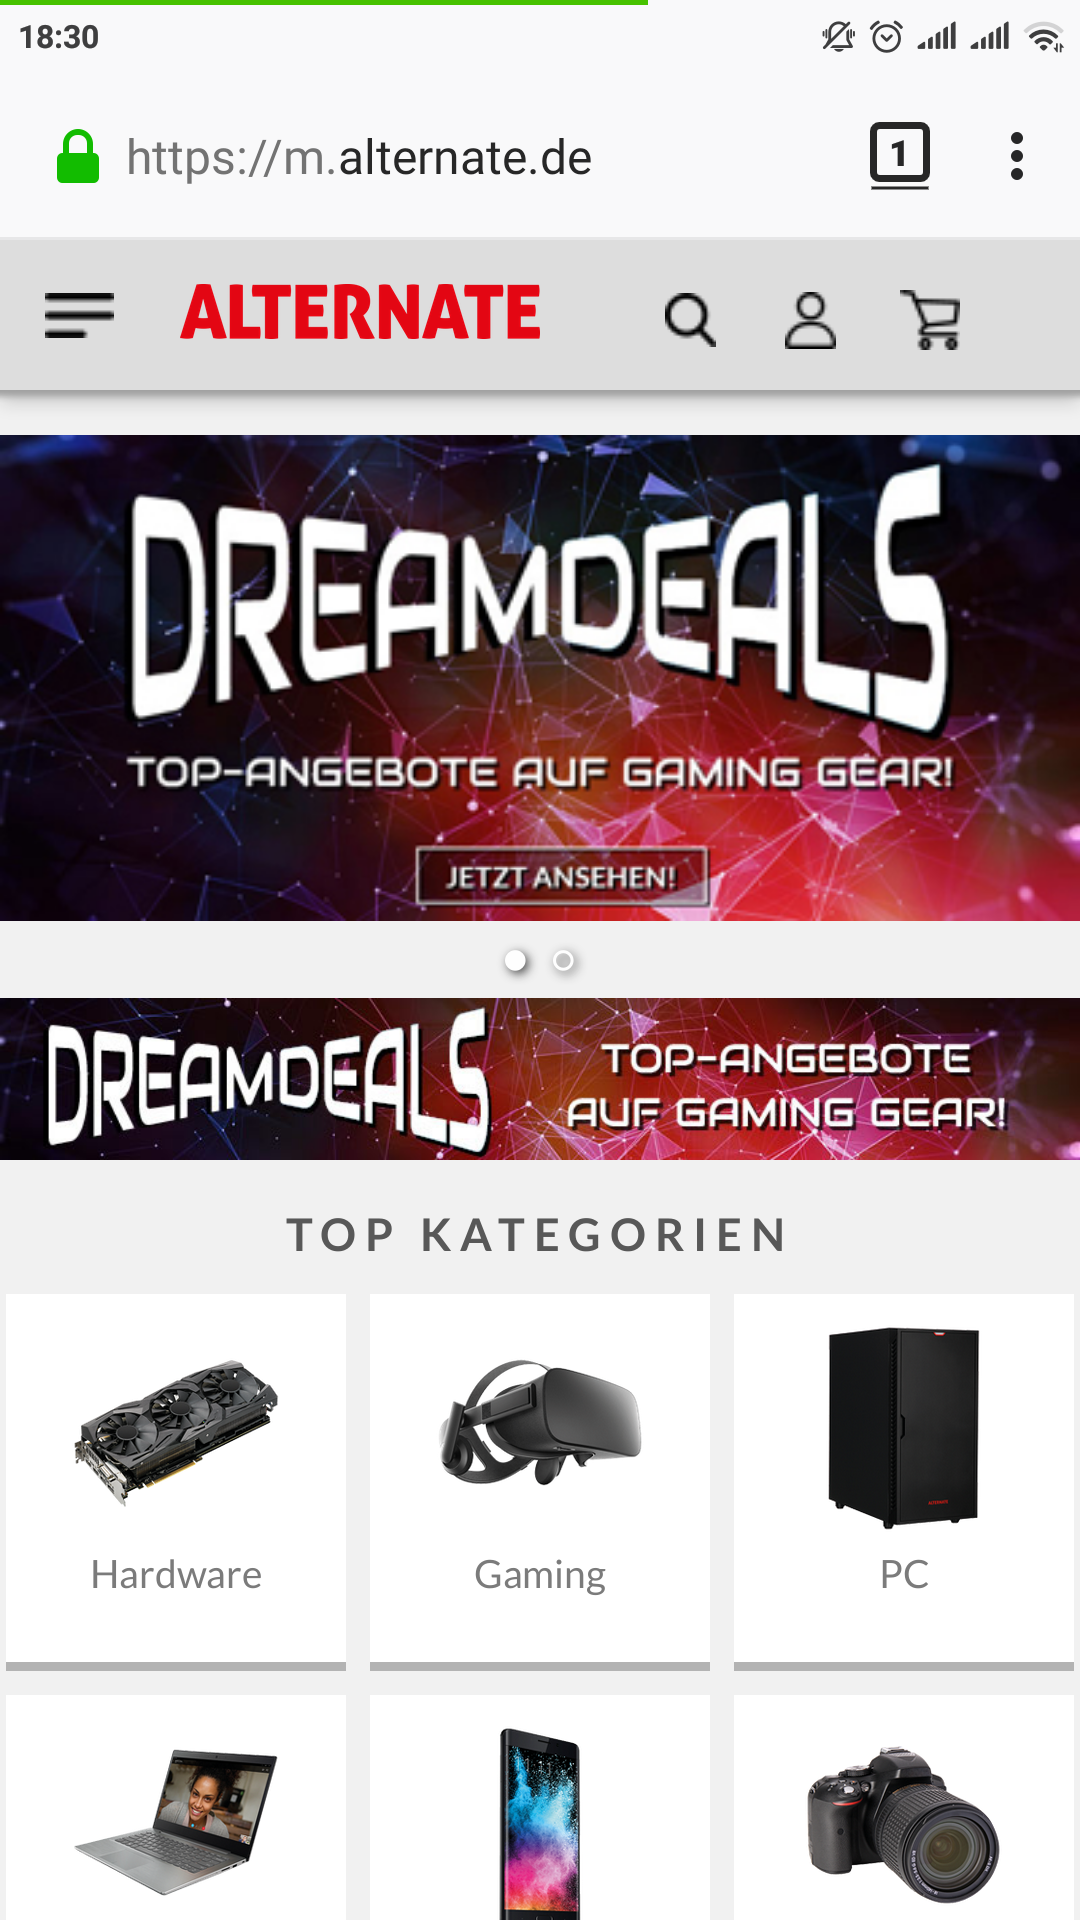 18:30
https://m.alternate.de
1
ALTERNATE
DREAMDEALS
TOP-ANGEBOTE AUF GAMING GEAR!
JETZT ANSEHEN!
DREAMDEALS
TOP-ANGEBOTE
AUF GAMING GEAR!
TOP KATEGORIEN
Hardware
Gaming
PC